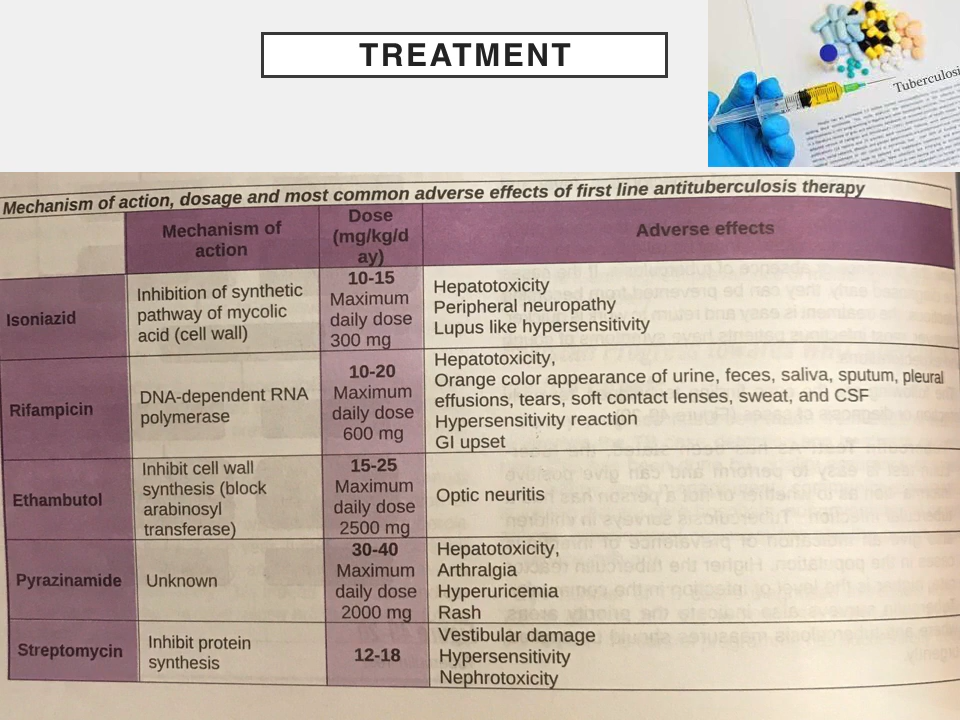 TREATMENT
Tuberculosi
Mechanism of action, dosage and most common adverse effects of first line antituberculosis therapy
Mechanism of
action
Dose
(mg/kg/d
ay)
Adverse effects
Isoniazid
Inhibition of synthetic
pathway of mycolic
acid (cell wall)
10-15
Maximum
daily dose
300 mg
Hepatotoxicity
Peripheral neuropathy
Lupus like hypersensitivity
Rifampicin
DNA-dependent RNA
polymerase
10-20
Maximum
daily dose
600 mg
Hepatotoxicity,
Orange color appearance of urine, feces, saliva, sputum, pleural
effusions, tears, soft contact lenses, sweat, and CSF
Hypersensitivity reaction
GI upset
Ethambutol
Inhibit cell wall
synthesis (block
arabinosyl
transferase)
15-25
Maximum
daily dose
2500 mg
Optic neuritis
Pyrazinamide
Unknown
30-40
Maximum
daily dose
2000 mg
Hepatotoxicity,
Arthralgia
Hyperuricemia
Rash
Streptomycin
Inhibit protein
synthesis
12-18
Vestibular damage
Hypersensitivity
Nephrotoxicity